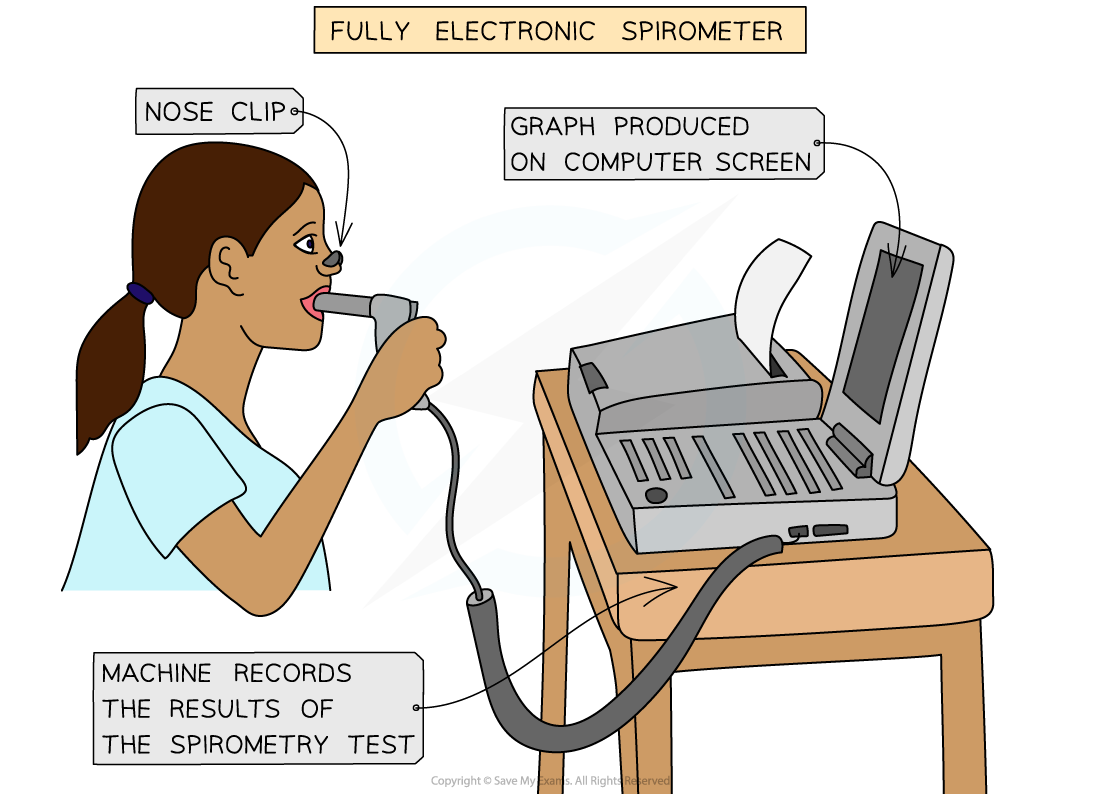 FULLY ELECTRONIC SPIROMETER
NOSE CLIP
GRAPH PRODUCED
ON COMPUTER SCREEN
MACHINE RECORDS
THE RESULTS OF
THE SPIROMETRY TEST
Copyright © Save My Exams. All Rights Reserved